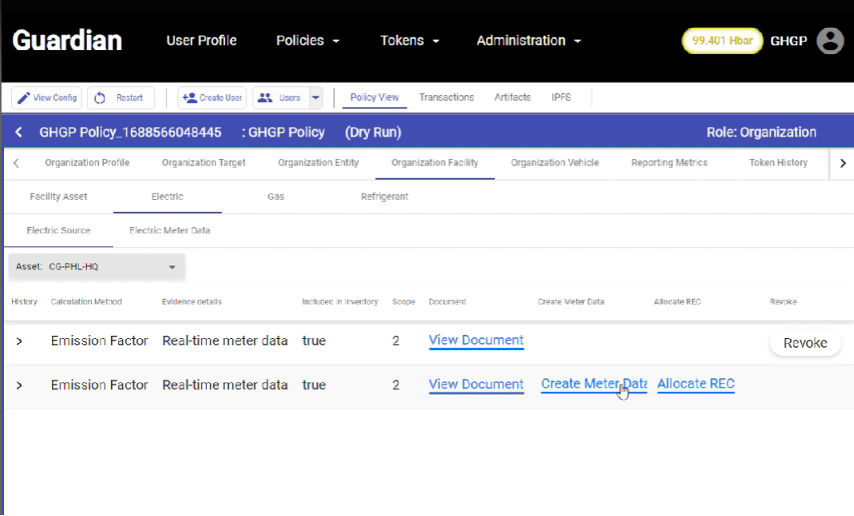 Guardian User Profile Policies Tokens Administration 99.401 Hbar GHGP
View Config Restart Create User Users Policy View Transactions Artifacts IPFS
GHGP Policy_1688566048445 : GHGP Policy (Dry Run) Role: Organization
Organization Profile Organization Target Organization Entity Organization Facility Organization Vehicle Reporting Metrics Token History
Facility Asset Electric Gas Refrigerant
Electric Source Electric Meter Data
Asset: CG-PHL-HQ
History Calculation Method Evidence details Included in Inventory Scope Document Create Meter Data Allocate REC Revoke
Emission Factor Real-time meter data true 2 View Document Revoke
Emission Factor Real-time meter data true 2 View Document Create Meter Data Allocate REC